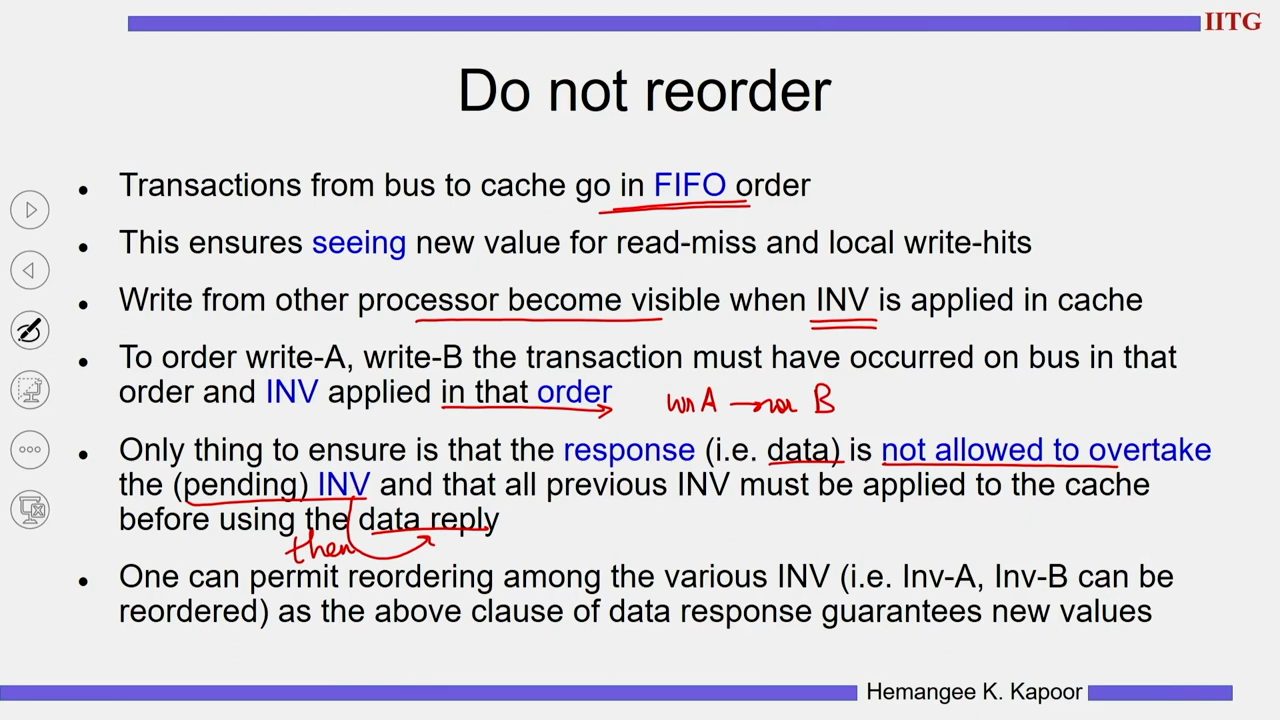 IITG
Do not reorder
• Transactions from bus to cache go in FIFO order
• This ensures seeing new value for read-miss and local write-hits
• Write from other processor become visible when INV is applied in cache
• To order write-A, write-B the transaction must have occurred on bus in that
order and INV applied in that order
wr A → wr B
• Only thing to ensure is that the response (i.e. data) is not allowed to overtake
the (pending) INV and that all previous INV must be applied to the cache
before using the data reply
then
• One can permit reordering among the various INV (i.e. Inv-A, Inv-B can be
reordered) as the above clause of data response guarantees new values
Hemangee K. Kapoor